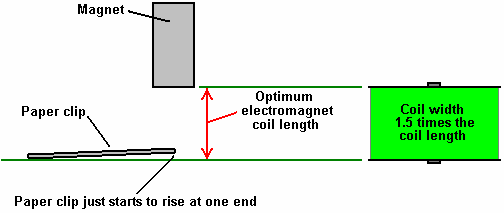 Magnet
Paper clip
Optimum
electromagnet
coil length
Coil width
1.5 times the
coil length
Paper clip just starts to rise at one end